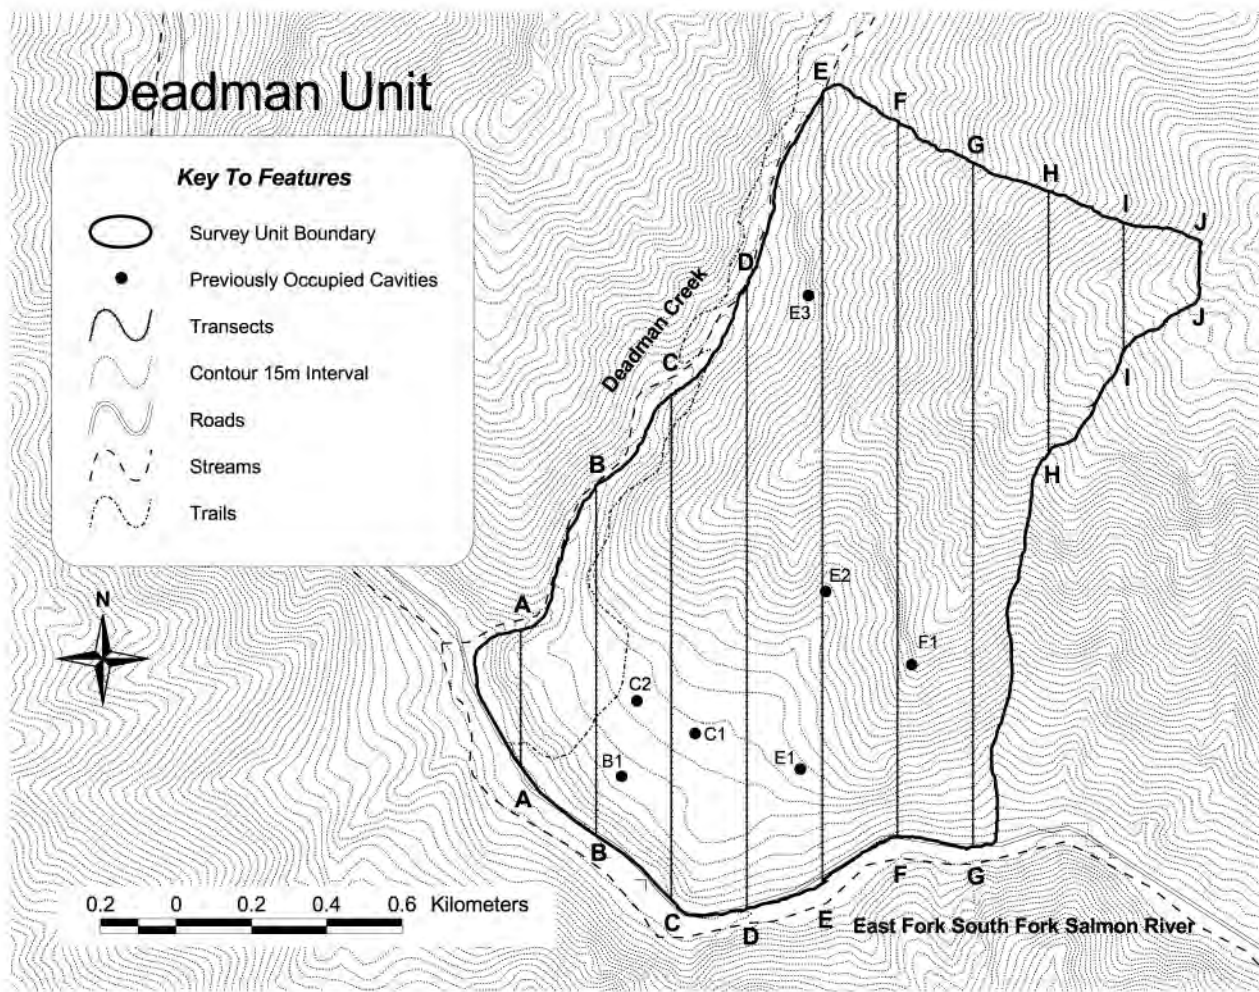 Deadman Unit
Key To Features
Survey Unit Boundary
Previously Occupied Cavities
Transects
Contour 15m Interval
Roads
Streams
Trails
N
E
F
G
H
I
J
D
E3
J
Deadman Creek
C
I
B
H
E2
A
F1
C2
C1
B1
E1
A
B
F
G
C
D
E
East Fork South Fork Salmon River
0.2 0 0.2 0.4 0.6 Kilometers